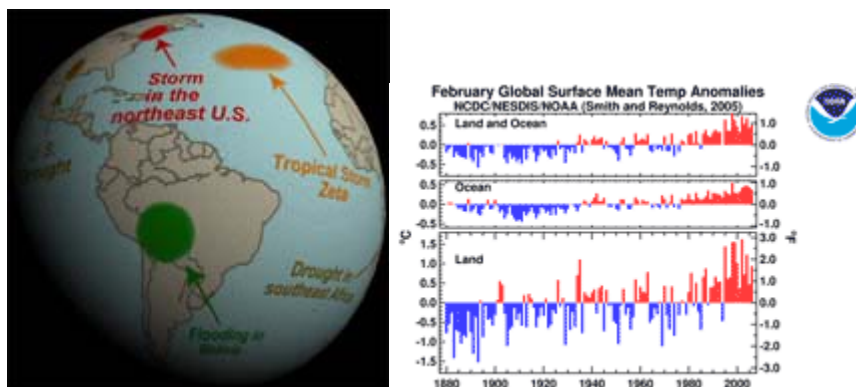 Storm
in the
northeast U.S.
U.S.
Drought
Tropical Storm
Zeta
Drought in
southeast Africa
Flooding in
Bolivia
February Global Surface Mean Temp Anomalies
NCDC/NESDIS/NOAA (Smith and Reynolds, 2005)
NOAA
Land and Ocean
0.5
0.0
-0.5
1.0
0.0
-1.0
Ocean
0.5
0.0
-0.5
1.0
0.0
-1.0
°C
°F
Land
1.5
1.0
0.5
0.0
-0.5
-1.0
-1.5
3.0
2.0
1.0
0.0
-1.0
-2.0
-3.0
1880 1900 1920 1940 1960 1980 2000